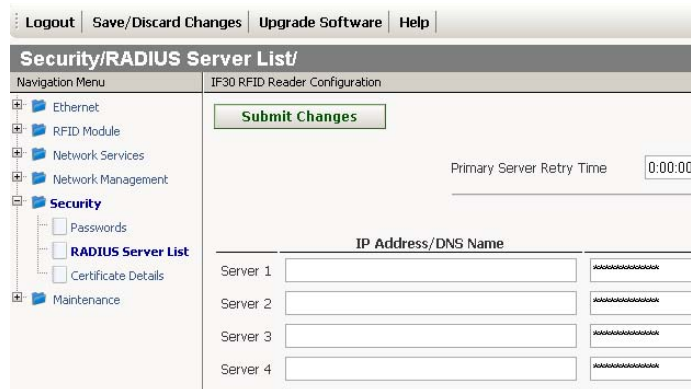 Logout Save/Discard Changes Upgrade Software Help
Security/RADIUS Server List/
Navigation Menu
IF30 RFID Reader Configuration
Ethernet
RFID Module
Network Services
Network Management
Security
Passwords
RADIUS Server List
Certificate Details
Maintenance
Submit Changes
Primary Server Retry Time 0:00:00
IP Address/DNS Name
Server 1 *************
Server 2 *************
Server 3 *************
Server 4 *************